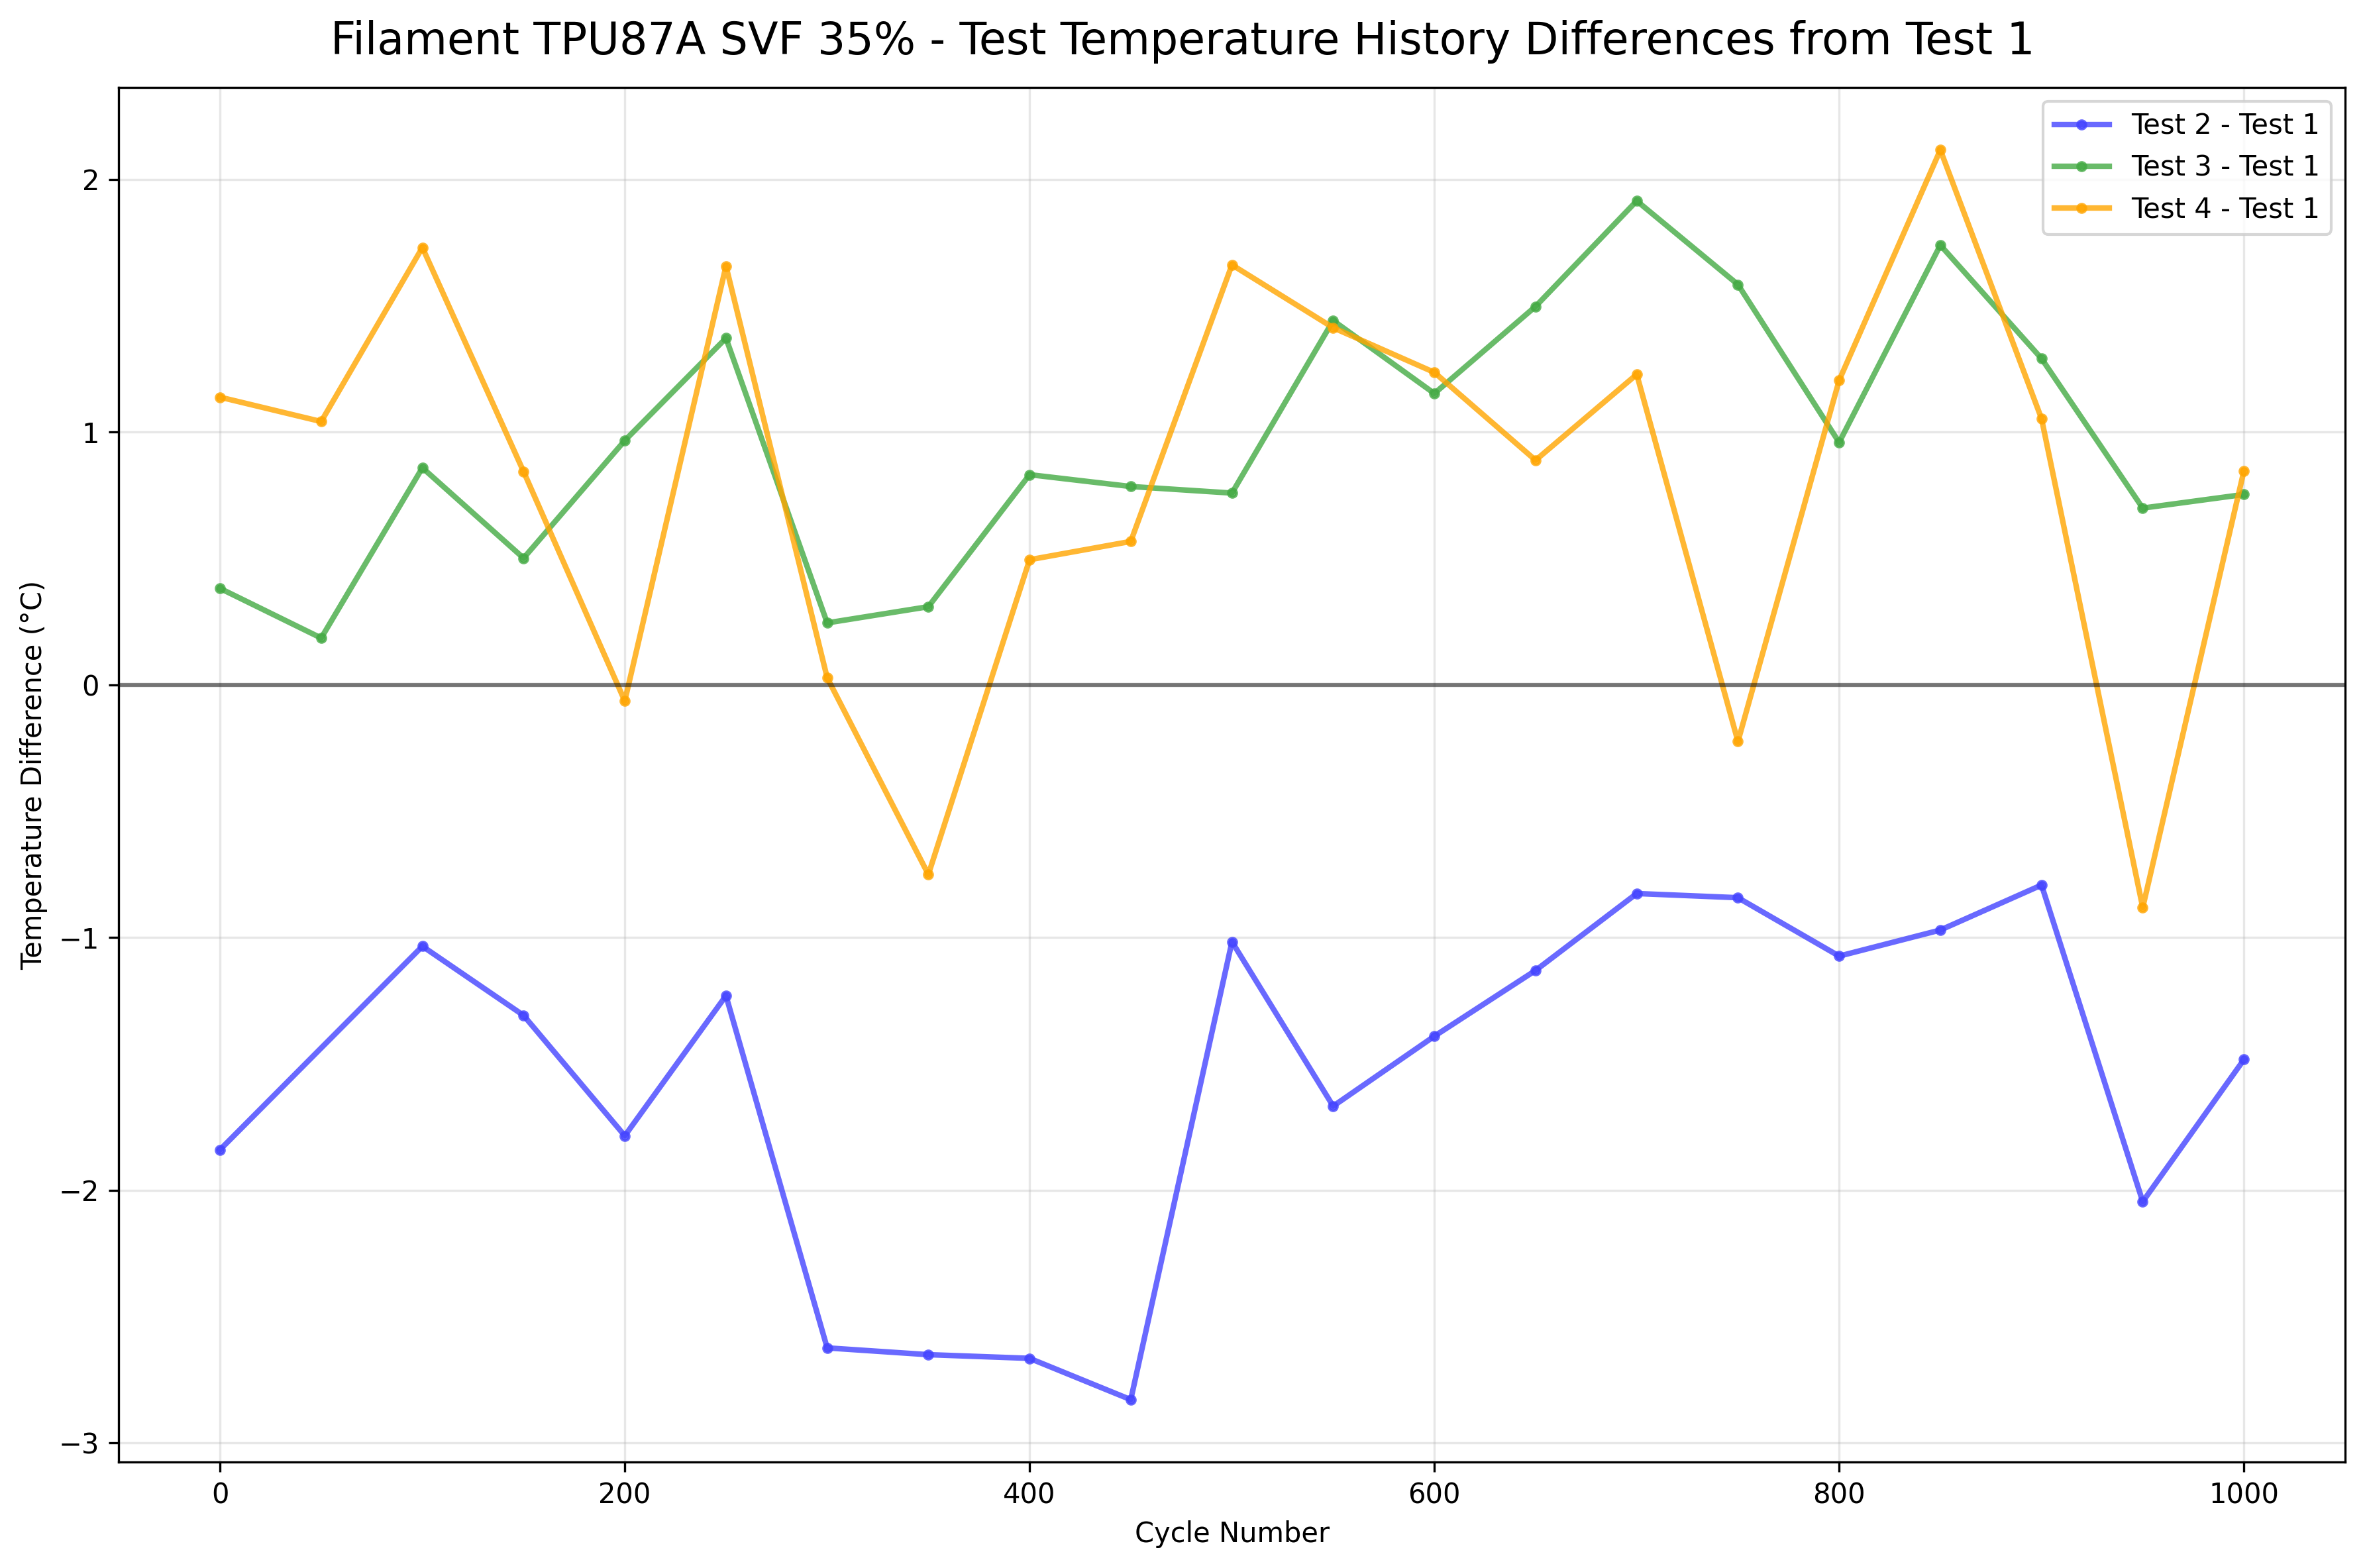 Filament TPU87A SVF 35% - Test Temperature History Differences from Test 1
Test 2 - Test 1
Test 3 - Test 1
Test 4 - Test 1
2
1
0
−1
−2
−3
Temperature Difference (°C)
0 200 400 600 800 1000
Cycle Number